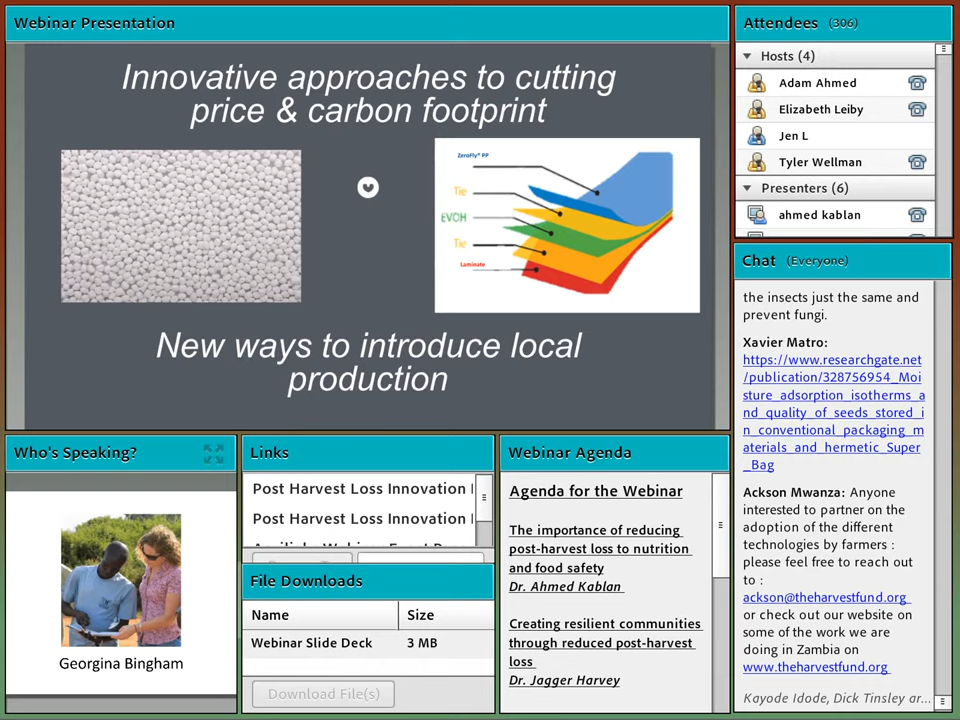 Webinar Presentation
Innovative approaches to cutting
price & carbon footprint
ZeroFly® PP
Tie
EVOH
Tie
Laminate
New ways to introduce local
production
Attendees (306)
Hosts (4)
Adam Ahmed
Elizabeth Leiby
Jen L
Tyler Wellman
Presenters (6)
ahmed kablan
Chat (Everyone)
the insects just the same and
prevent fungi.
Xavier Matro:
https://www.researchgate.net
/publication/328756954_Moi
sture_adsorption_isotherms_a
nd_quality_of_seeds_stored_i
n_conventional_packaging_m
aterials_and_hermetic_Super
_Bag
Ackson Mwanza: Anyone
interested to partner on the
adoption of the different
technologies by farmers :
please feel free to reach out
to :
ackson@theharvestfund.org
or check out our website on
some of the work we are
doing in Zambia on
www.theharvestfund.org
Kayode Idode, Dick Tinsley ar...
Who's Speaking?
Georgina Bingham
Links
Post Harvest Loss Innovation
Post Harvest Loss Innovation
File Downloads
Name Size
Webinar Slide Deck 3 MB
Download File(s)
Webinar Agenda
Agenda for the Webinar
The importance of reducing
post-harvest loss to nutrition
and food safety
Dr. Ahmed Kablan
Creating resilient communities
through reduced post-harvest
loss
Dr. Jagger Harvey